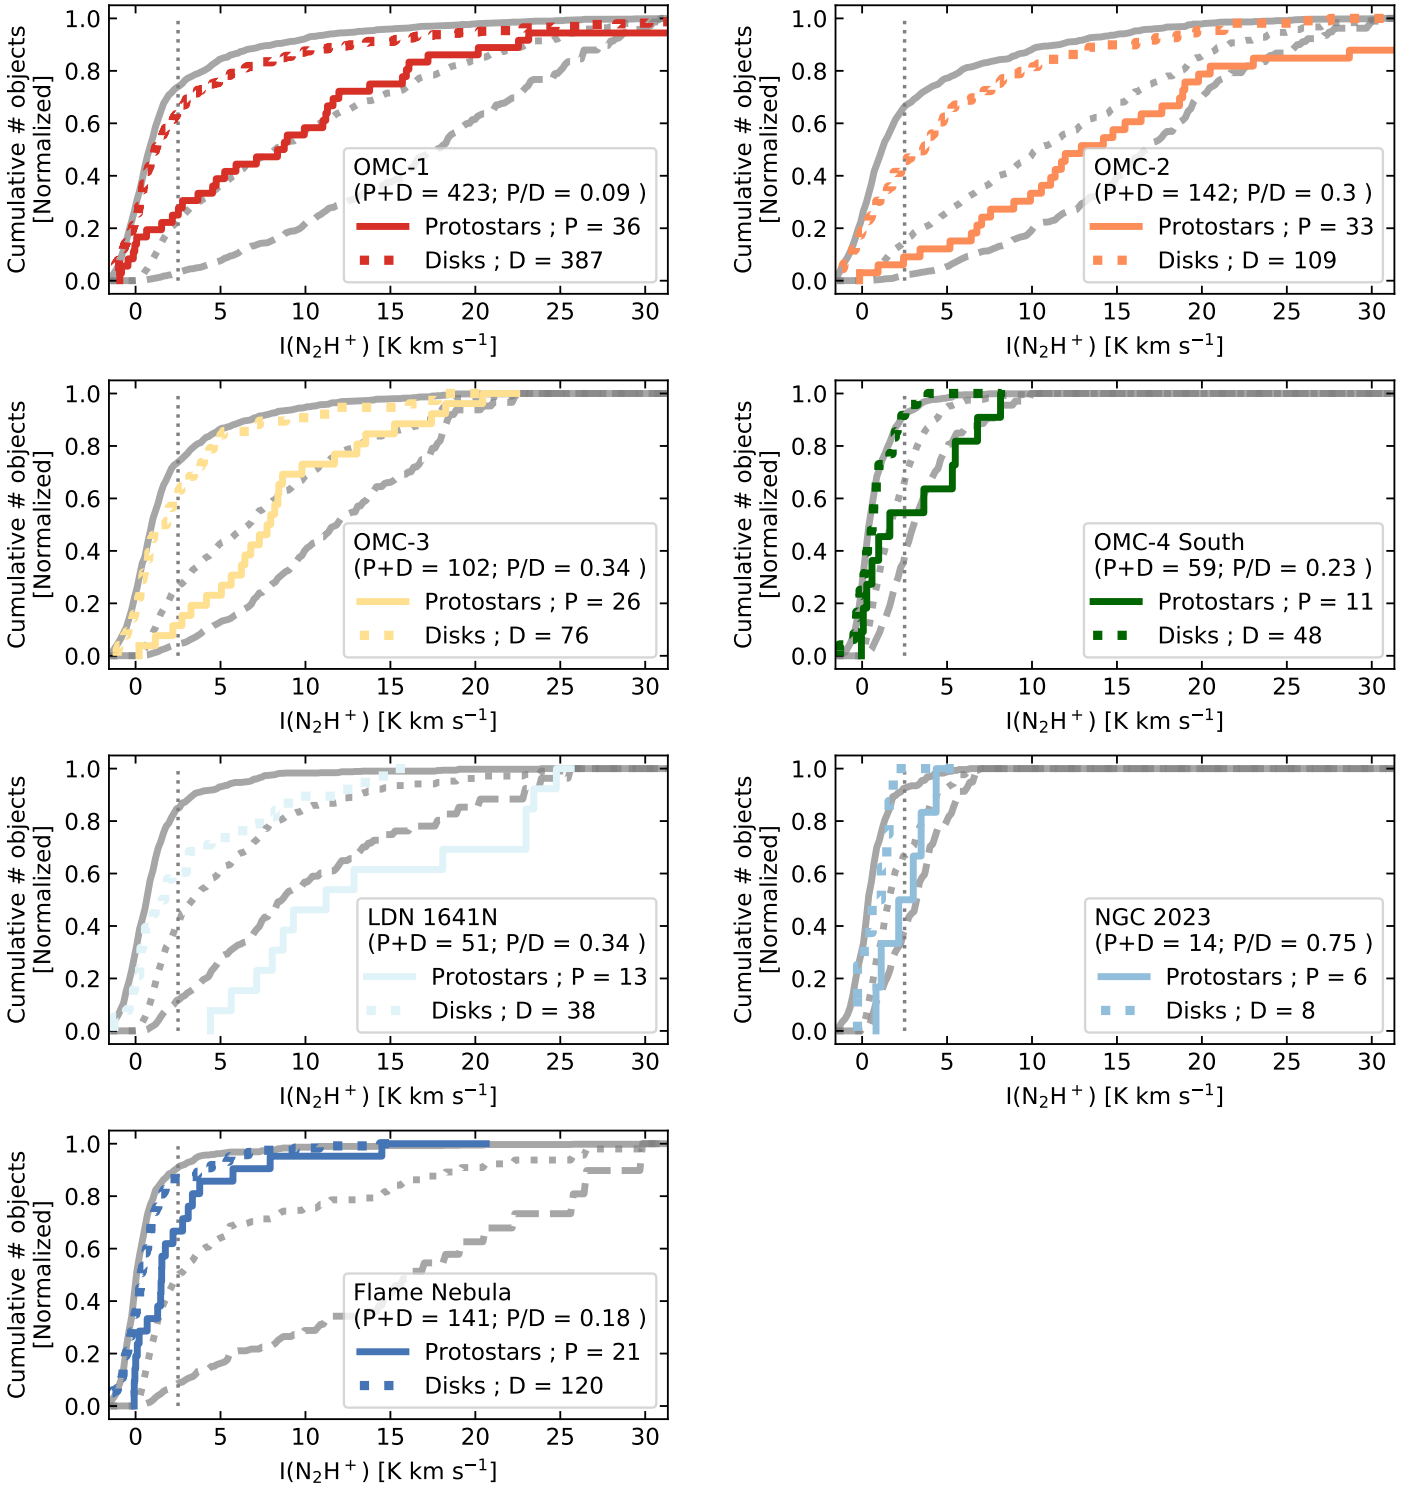 Cumulative # objects
[Normalized]
1.0
0.8
0.6
0.4
0.2
0.0
OMC-1
(P+D = 423; P/D = 0.09 )
Protostars ; P = 36
Disks ; D = 387
0 5 10 15 20 25 30
I(N₂H⁺) [K km s⁻¹]
Cumulative # objects
[Normalized]
1.0
0.8
0.6
0.4
0.2
0.0
OMC-2
(P+D = 142; P/D = 0.3 )
Protostars ; P = 33
Disks ; D = 109
0 5 10 15 20 25 30
I(N₂H⁺) [K km s⁻¹]
Cumulative # objects
[Normalized]
1.0
0.8
0.6
0.4
0.2
0.0
OMC-3
(P+D = 102; P/D = 0.34 )
Protostars ; P = 26
Disks ; D = 76
0 5 10 15 20 25 30
I(N₂H⁺) [K km s⁻¹]
Cumulative # objects
[Normalized]
1.0
0.8
0.6
0.4
0.2
0.0
OMC-4 South
(P+D = 59; P/D = 0.23 )
Protostars ; P = 11
Disks ; D = 48
0 5 10 15 20 25 30
I(N₂H⁺) [K km s⁻¹]
Cumulative # objects
[Normalized]
1.0
0.8
0.6
0.4
0.2
0.0
LDN 1641N
(P+D = 51; P/D = 0.34 )
Protostars ; P = 13
Disks ; D = 38
0 5 10 15 20 25 30
I(N₂H⁺) [K km s⁻¹]
Cumulative # objects
[Normalized]
1.0
0.8
0.6
0.4
0.2
0.0
NGC 2023
(P+D = 14; P/D = 0.75 )
Protostars ; P = 6
Disks ; D = 8
0 5 10 15 20 25 30
I(N₂H⁺) [K km s⁻¹]
Cumulative # objects
[Normalized]
1.0
0.8
0.6
0.4
0.2
0.0
Flame Nebula
(P+D = 141; P/D = 0.18 )
Protostars ; P = 21
Disks ; D = 120
0 5 10 15 20 25 30
I(N₂H⁺) [K km s⁻¹]